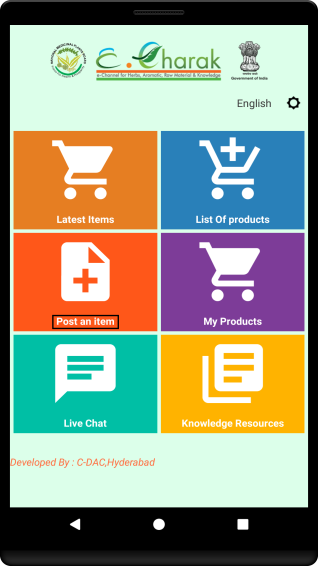 e.Charak
e-Channel for Herbs, Aromatic, Raw Material & Knowledge
Government of India
English
Latest Items
List Of products
Post an item
My Products
Live Chat
Knowledge Resources
Developed By : C-DAC,Hyderabad